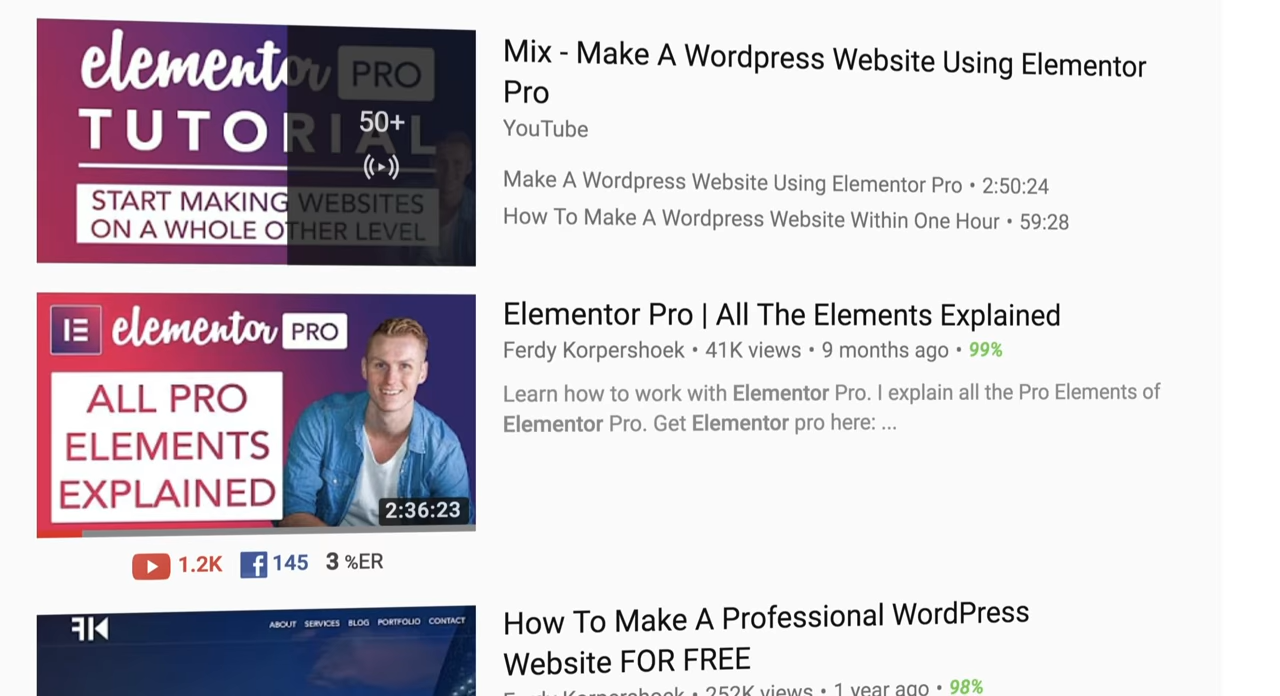 elementor PRO
TUTORIAL
START MAKING WEBSITES
ON A WHOLE OTHER LEVEL
50+
Mix - Make A Wordpress Website Using Elementor
Pro
YouTube
Make A Wordpress Website Using Elementor Pro • 2:50:24
How To Make A Wordpress Website Within One Hour • 59:28
elementor PRO
ALL PRO
ELEMENTS
EXPLAINED
2:36:23
1.2K 145 3 %ER
Elementor Pro | All The Elements Explained
Ferdy Korpershoek • 41K views • 9 months ago • 99%
Learn how to work with Elementor Pro. I explain all the Pro Elements of
Elementor Pro. Get Elementor pro here: ...
ABOUT SERVICES BLOG PORTFOLIO CONTACT
How To Make A Professional WordPress
Website FOR FREE
Ferdy Korpershoek • 252K views • 1 year ago • 98%